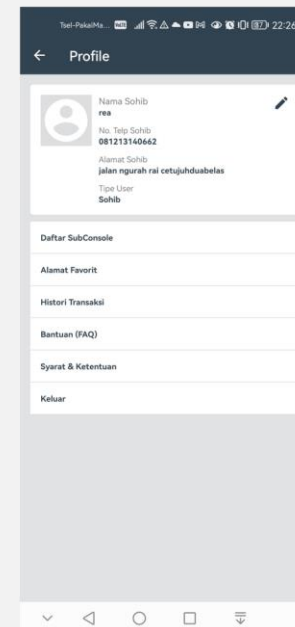 Tsel-PakaiMa... 87 22:26
Profile
Nama Sohib
rea
No. Telp Sohib
081213140662
Alamat Sohib
jalan ngurah rai cetujuhduabelas
Tipe User
Sohib
Daftar SubConsole
Alamat Favorit
Histori Transaksi
Bantuan (FAQ)
Syarat & Ketentuan
Keluar